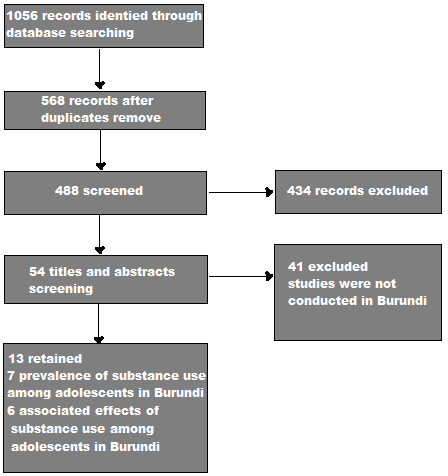 1056 records identied through
database searching
568 records after
duplicates remove
488 screened
434 records excluded
54 titles and abstracts
screening
41 excluded
studies were not
conducted in Burundi
13 retained
7 prevalence of substance use
among adolescents in Burundi
6 associated effects of
substance use among
adolescents in Burundi